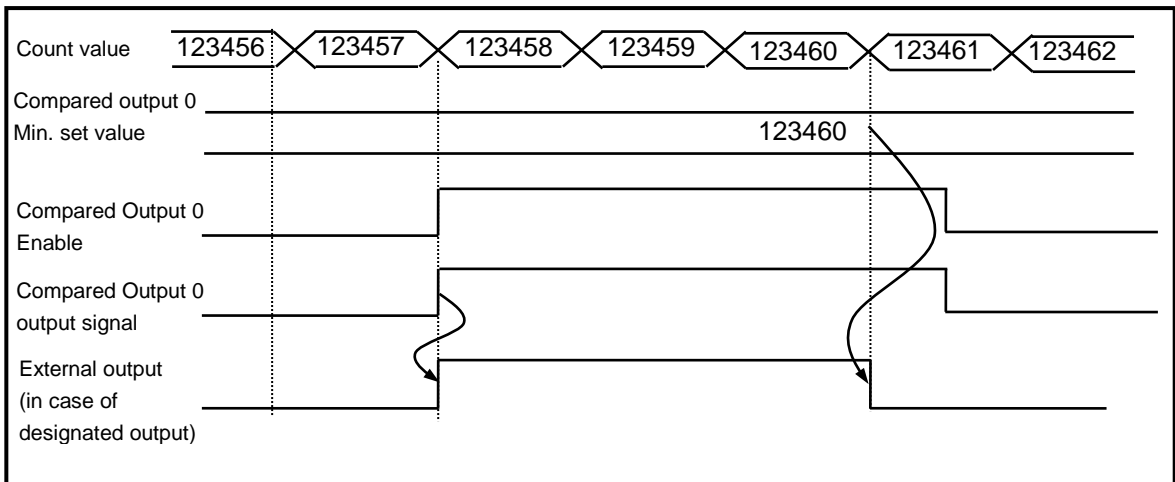 Count value
123456 123457 123458 123459 123460 123461 123462
Compared output 0
Min. set value
123460
Compared Output 0
Enable
Compared Output 0
output signal
External output
(in case of
designated output)